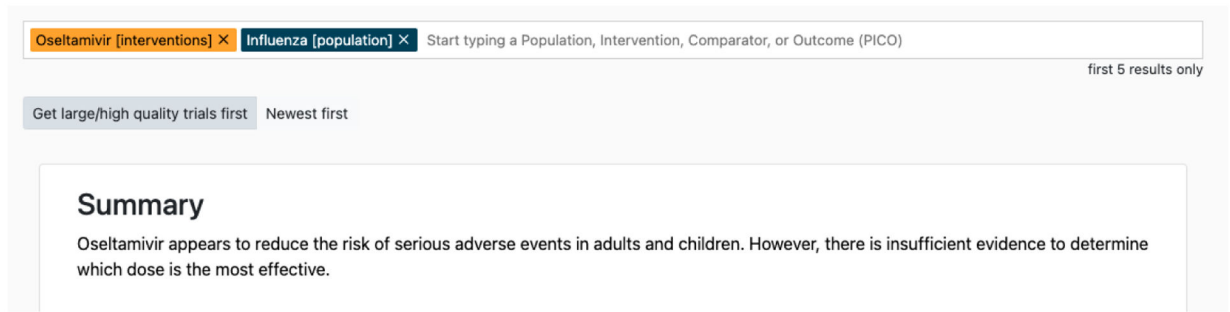 Oseltamivir [interventions] × Influenza [population] × Start typing a Population, Intervention, Comparator, or Outcome (PICO)
first 5 results only
Get large/high quality trials first Newest first
Summary
Oseltamivir appears to reduce the risk of serious adverse events in adults and children. However, there is insufficient evidence to determine
which dose is the most effective.